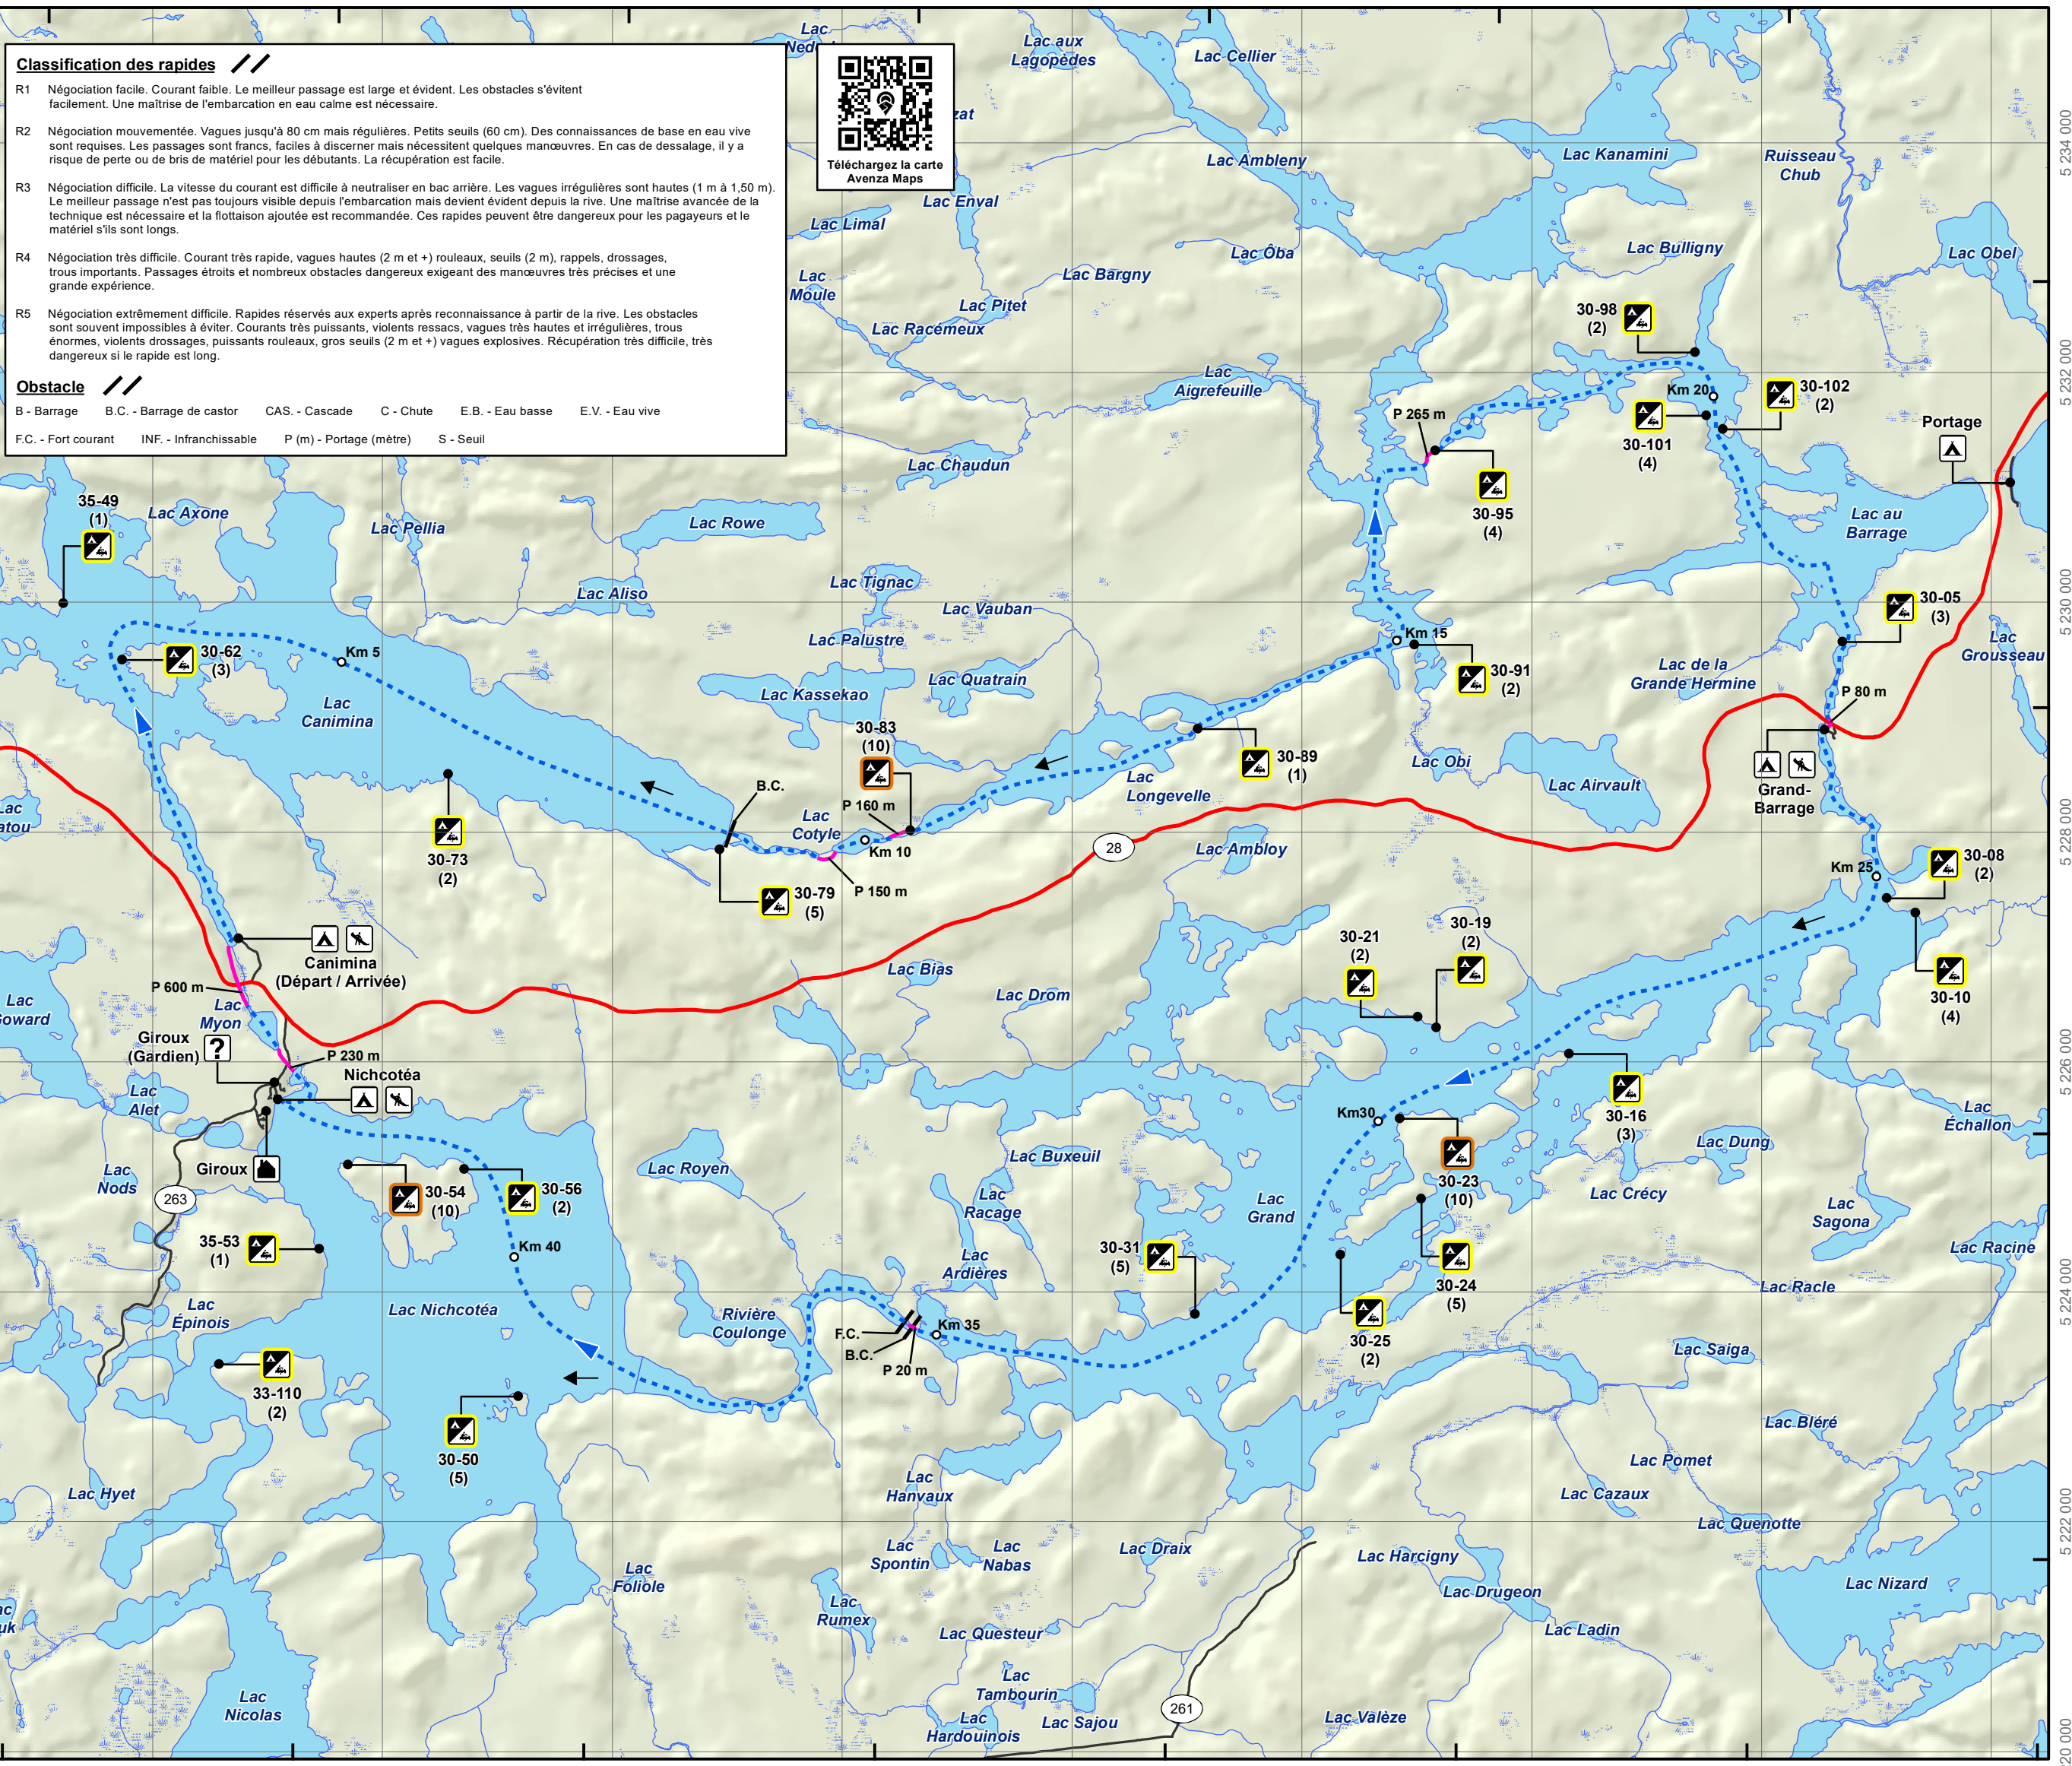 Classification des rapides
R1 Négociation facile. Courant faible. Le meilleur passage est large et évident. Les obstacles s'évitent
facilement. Une maîtrise de l'embarcation en eau calme est nécessaire.
R2 Négociation mouvementée. Vagues jusqu'à 80 cm mais régulières. Petits seuils (60 cm). Des connaissances de base en eau vive
sont requises. Les passages sont francs, faciles à discerner mais nécessitent quelques manœuvres. En cas de dessalage, il y a
risque de perte ou de bris de matériel pour les débutants. La récupération est facile.
R3 Négociation difficile. La vitesse du courant est difficile à neutraliser en bac arrière. Les vagues irrégulières sont hautes (1 m à 1,50 m).
Le meilleur passage n'est pas toujours visible depuis l'embarcation mais devient évident depuis la rive. Une maîtrise avancée de la
technique est nécessaire et la flottaison ajoutée est recommandée. Ces rapides peuvent être dangereux pour les pagayeurs et le
matériel s'ils sont longs.
R4 Négociation très difficile. Courant très rapide, vagues hautes (2 m et +) rouleaux, seuils (2 m), rappels, drossages,
trous importants. Passages étroits et nombreux obstacles dangereux exigeant des manœuvres très précises et une
grande expérience.
R5 Négociation extrêmement difficile. Rapides réservés aux experts après reconnaissance à partir de la rive. Les obstacles
sont souvent impossibles à éviter. Courants très puissants, violents ressacs, vagues très hautes et irrégulières, trous
énormes, violents drossages, puissants rouleaux, gros seuils (2 m et +) vagues explosives. Récupération très difficile, très
dangereux si le rapide est long.
Obstacle
B - Barrage B.C. - Barrage de castor CAS. - Cascade C - Chute E.B. - Eau basse E.V. - Eau vive
F.C. - Fort courant INF. - Infranchissable P (m) - Portage (mètre) S - Seuil
Téléchargez la carte
Avenza Maps
Lac
Lac aux
Lagopèdes
Lac Cellier
zat
Lac Ambleny
Lac Kanamini
Ruisseau
Chub
5 234 000
Lac Enval
Lac Limal
Lac Ôba
Lac Bulligny
Lac Obel
Lac
Moule
Lac Bargny
Lac Pitet
Lac Racemeux
30-98
(2)
5 232 000
Lac
Aigrefeuille
Km 20
30-102
(2)
P 265 m
30-101
(4)
Portage
Lac Chaudun
30-95
(4)
35-49
(1)
Lac Axone
Lac Pellia
Lac Rowe
Lac au
Barrage
Lac Tignac
Lac Aliso
Lac Vauban
30-05
(3)
5 230 000
Lac Palustre
Km 15
Lac
Grousseau
30-62
(3)
Km 5
Lac Quatrain
Lac Kassekao
30-91
(2)
Lac de la
Grande Hermine
P 80 m
Lac
Canimina
30-83
(10)
30-89
(1)
Lac Obi
Lac Airvault
Grand-
Barrage
B.C.
P 160 m
Lac
Longevelle
Lac
Cotyle
Km 10
28
Lac Ambloy
5 228 000
Lac
atou
30-73
(2)
P 150 m
30-79
(5)
Km 25
30-08
(2)
30-21
(2)
30-19
(2)
30-10
(4)
Canimina
(Départ / Arrivée)
P 600 m
Lac Bias
Lac Drom
Lac
Goward
Lac
Myon
Giroux
(Gardien)
?
P 230 m
Nichcotéa
5 226 000
Lac
Alet
Km30
30-16
(3)
Lac
Échallon
Lac Dung
Lac
Nods
Giroux
263
30-54
(10)
30-56
(2)
Lac Royen
Lac Buxeuil
30-23
(10)
Lac Crécy
Lac
Racage
Lac
Grand
Lac
Sagona
35-53
(1)
Km 40
30-31
(5)
30-24
(5)
Lac Racine
Lac
Ardières
Lac Racle
5 224 000
Lac
Épinois
Lac Nichcotéa
Rivière
Coulonge
F.C.
B.C.
P 20 m
Km 35
30-25
(2)
Lac Saiga
33-110
(2)
30-50
(5)
Lac Bléré
Lac Pomet
Lac Hyet
Lac
Hanvaux
Lac Cazaux
Lac Quenotte
5 222 000
Lac
Spontin
Lac
Nabas
Lac Draix
Lac Harcigny
Lac
Foliole
Lac Drugeon
Lac Nizard
Lac
Rumex
Lac Questeur
Lac Ladin
Lac
Tambourin
Lac
Nicolas
261
Lac
Hardouinois
Lac Sajou
Lac Valèze
20 000